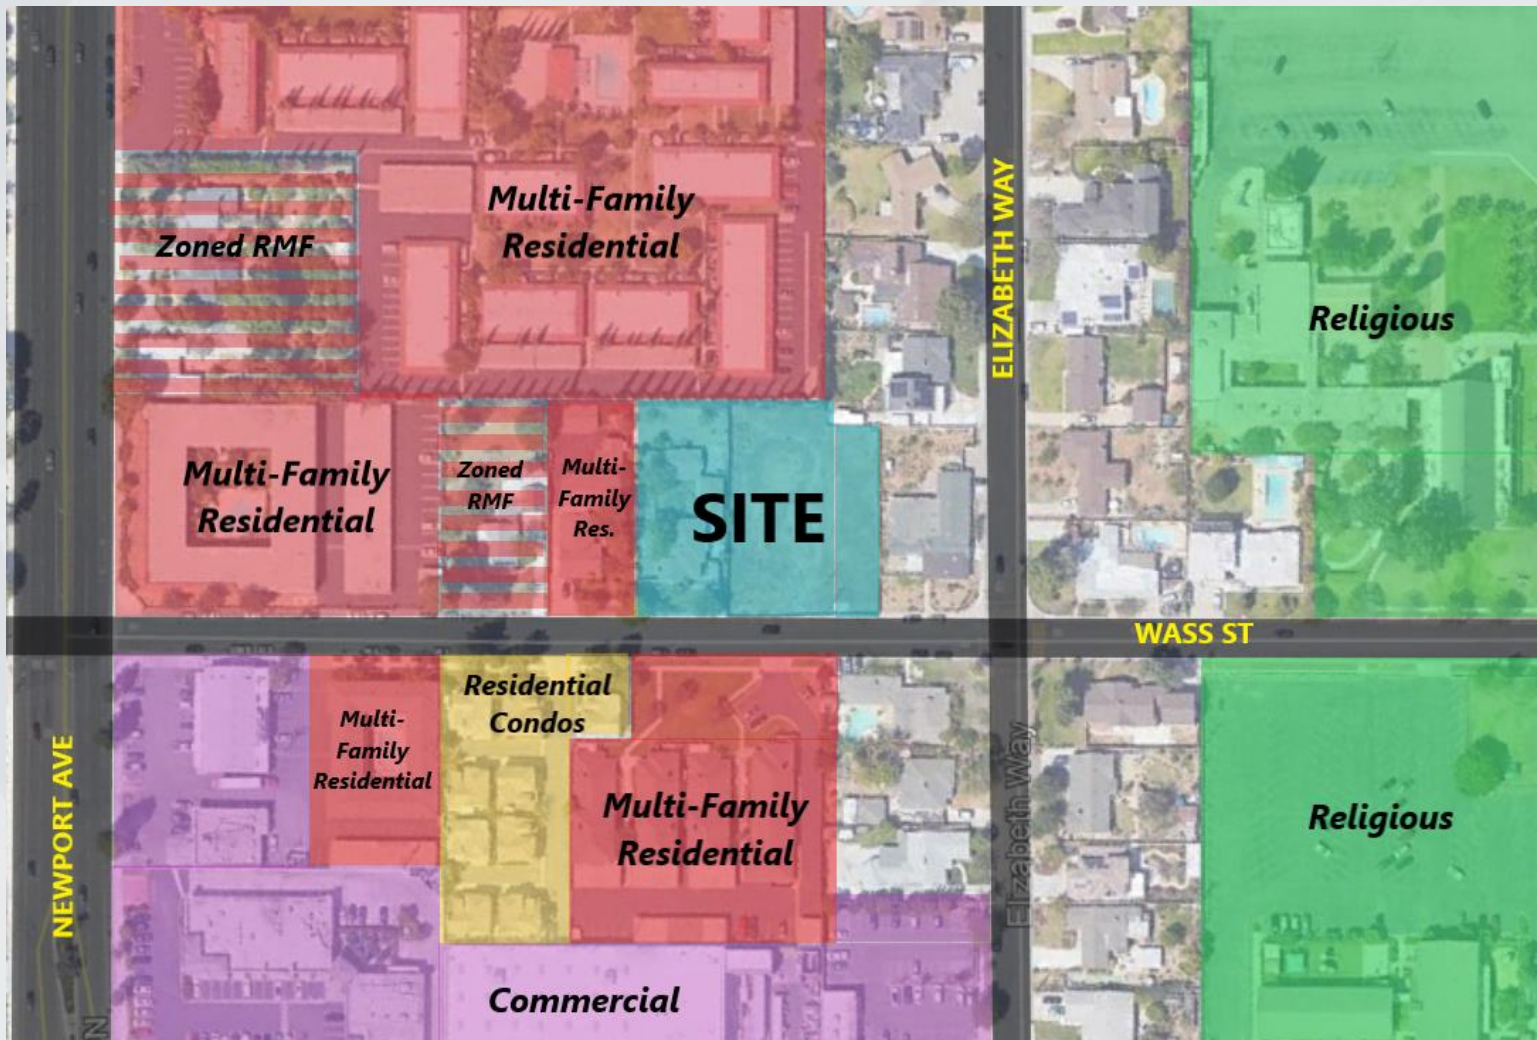 Multi-Family
Residential
Zoned RMF
ELIZABETH WAY
Religious
Multi-Family
Residential
Zoned
RMF
Multi-
Family
Res.
SITE
WASS ST
Residential
Condos
Multi-
Family
Residential
NEWPORT AVE
Multi-Family
Residential
Elizabeth Way
Religious
Commercial
N